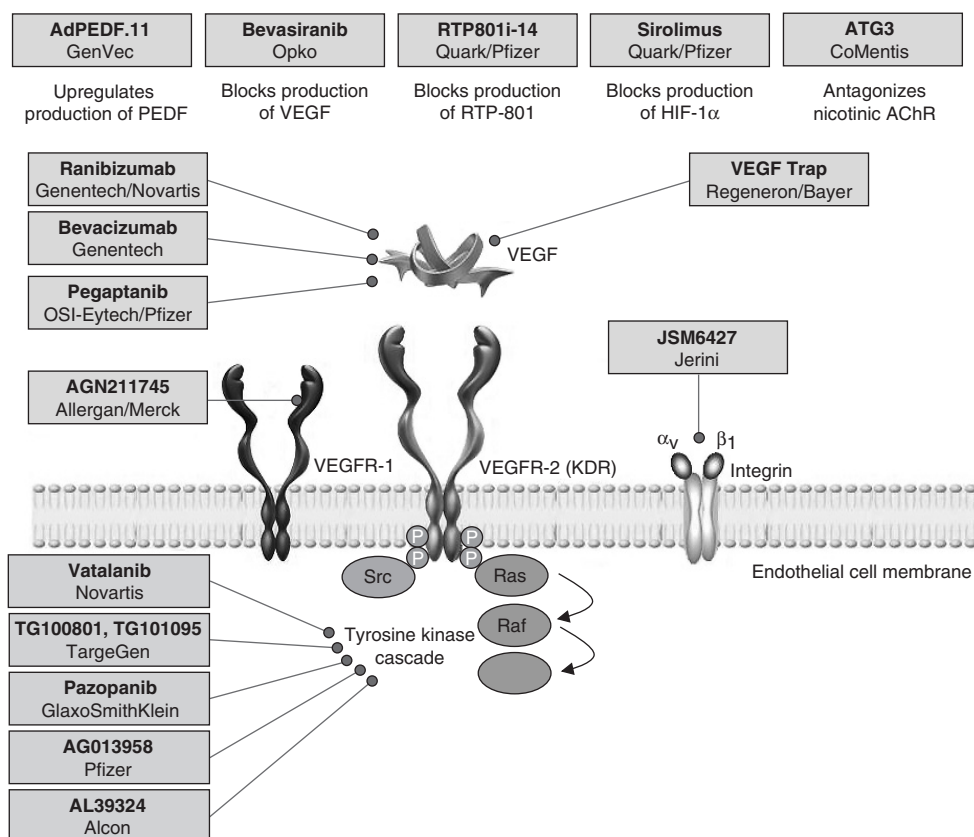 AdPEDF.11
GenVec
Bevasiranib
Opko
RTP801i-14
Quark/Pfizer
Sirolimus
Quark/Pfizer
ATG3
CoMentis
Upregulates
production of PEDF
Blocks production
of VEGF
Blocks production
of RTP-801
Blocks production
of HIF-1α
Antagonizes
nicotinic AChR
Ranibizumab
Genentech/Novartis
VEGF Trap
Regeneron/Bayer
Bevacizumab
Genentech
VEGF
Pegaptanib
OSI-Eytech/Pfizer
JSM6427
Jerini
AGN211745
Allergan/Merck
αv
β1
VEGFR-1
VEGFR-2 (KDR)
Integrin
P
P
P
P
Src
Ras
Endothelial cell membrane
Vatalanib
Novartis
TG100801, TG101095
TargeGen
Tyrosine kinase
cascade
Raf
Pazopanib
GlaxoSmithKlein
AG013958
Pfizer
AL39324
Alcon